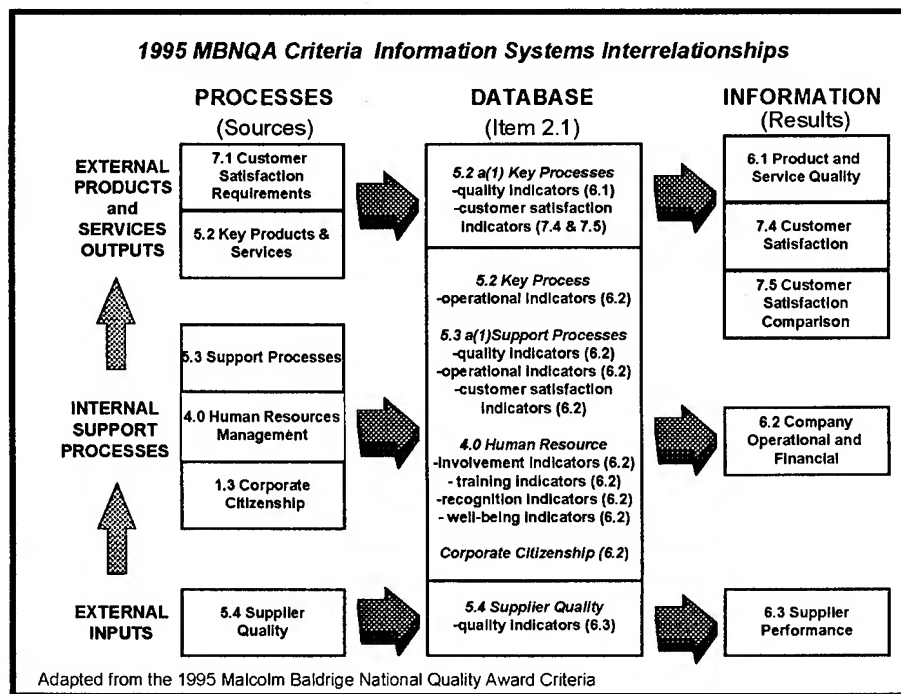 1995 MBNQA Criteria Information Systems Interrelationships
PROCESSES
(Sources)
DATABASE
(Item 2.1)
INFORMATION
(Results)
EXTERNAL
PRODUCTS
and
SERVICES
OUTPUTS
7.1 Customer
Satisfaction
Requirements
5.2 Key Products &
Services
5.2 a(1) Key Processes
-quality indicators (6.1)
-customer satisfaction
Indicators (7.4 & 7.5)
6.1 Product and
Service Quality
7.4 Customer
Satisfaction
7.5 Customer
Satisfaction
Comparison
INTERNAL
SUPPORT
PROCESSES
5.3 Support Processes
4.0 Human Resources
Management
1.3 Corporate
Citizenship
5.2 Key Process
-operational indicators (6.2)
5.3 a(1)Support Processes
-quality indicators (6.2)
-operational indicators (6.2)
-customer satisfaction
indicators (6.2)
4.0 Human Resource
-involvement indicators (6.2)
- training indicators (6.2)
-recognition indicators (6.2)
- well-being indicators (6.2)
Corporate Citizenship (6.2)
6.2 Company
Operational and
Financial
EXTERNAL
INPUTS
5.4 Supplier
Quality
5.4 Supplier Quality
-quality indicators (6.3)
6.3 Supplier
Performance
Adapted from the 1995 Malcolm Baldrige National Quality Award Criteria